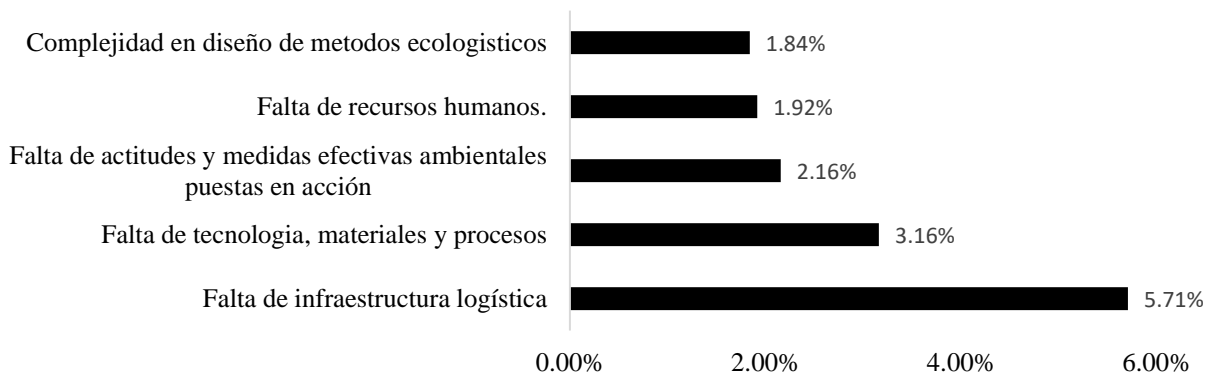 Complejidad en diseño de metodos ecologisticos
1.84%
Falta de recursos humanos.
1.92%
Falta de actitudes y medidas efectivas ambientales
puestas en acción
2.16%
Falta de tecnologia, materiales y procesos
3.16%
Falta de infraestructura logística
5.71%
0.00%
2.00%
4.00%
6.00%